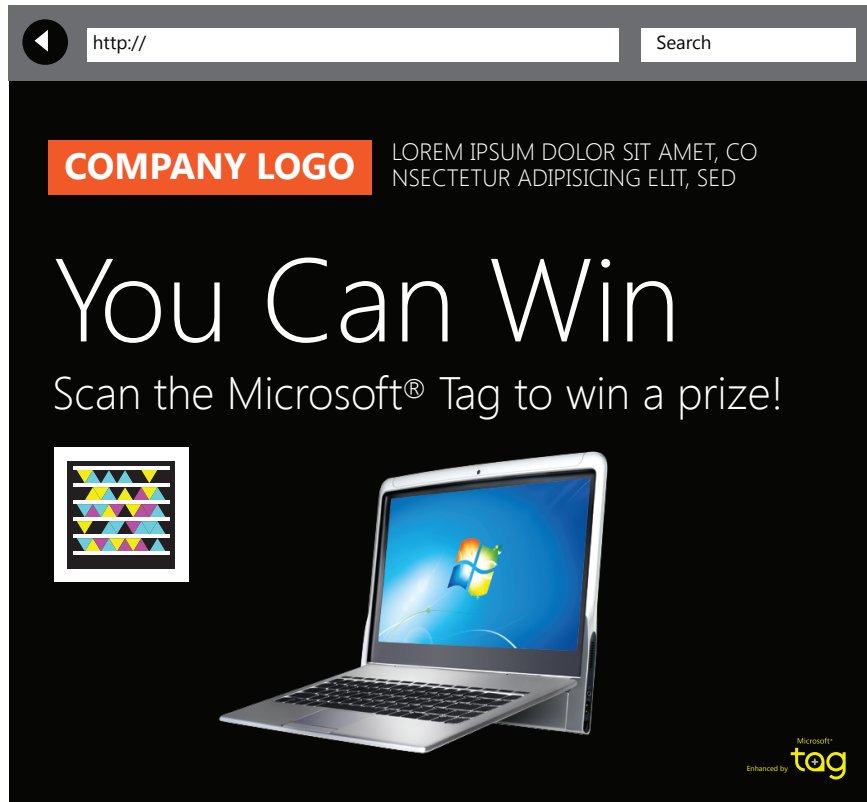 http://
Search
COMPANY LOGO
LOREM IPSUM DOLOR SIT AMET, CO
NSECTETUR ADIPISICING ELIT, SED
You Can Win
Scan the Microsoft® Tag to win a prize!
Microsoft®
Enhanced by tag